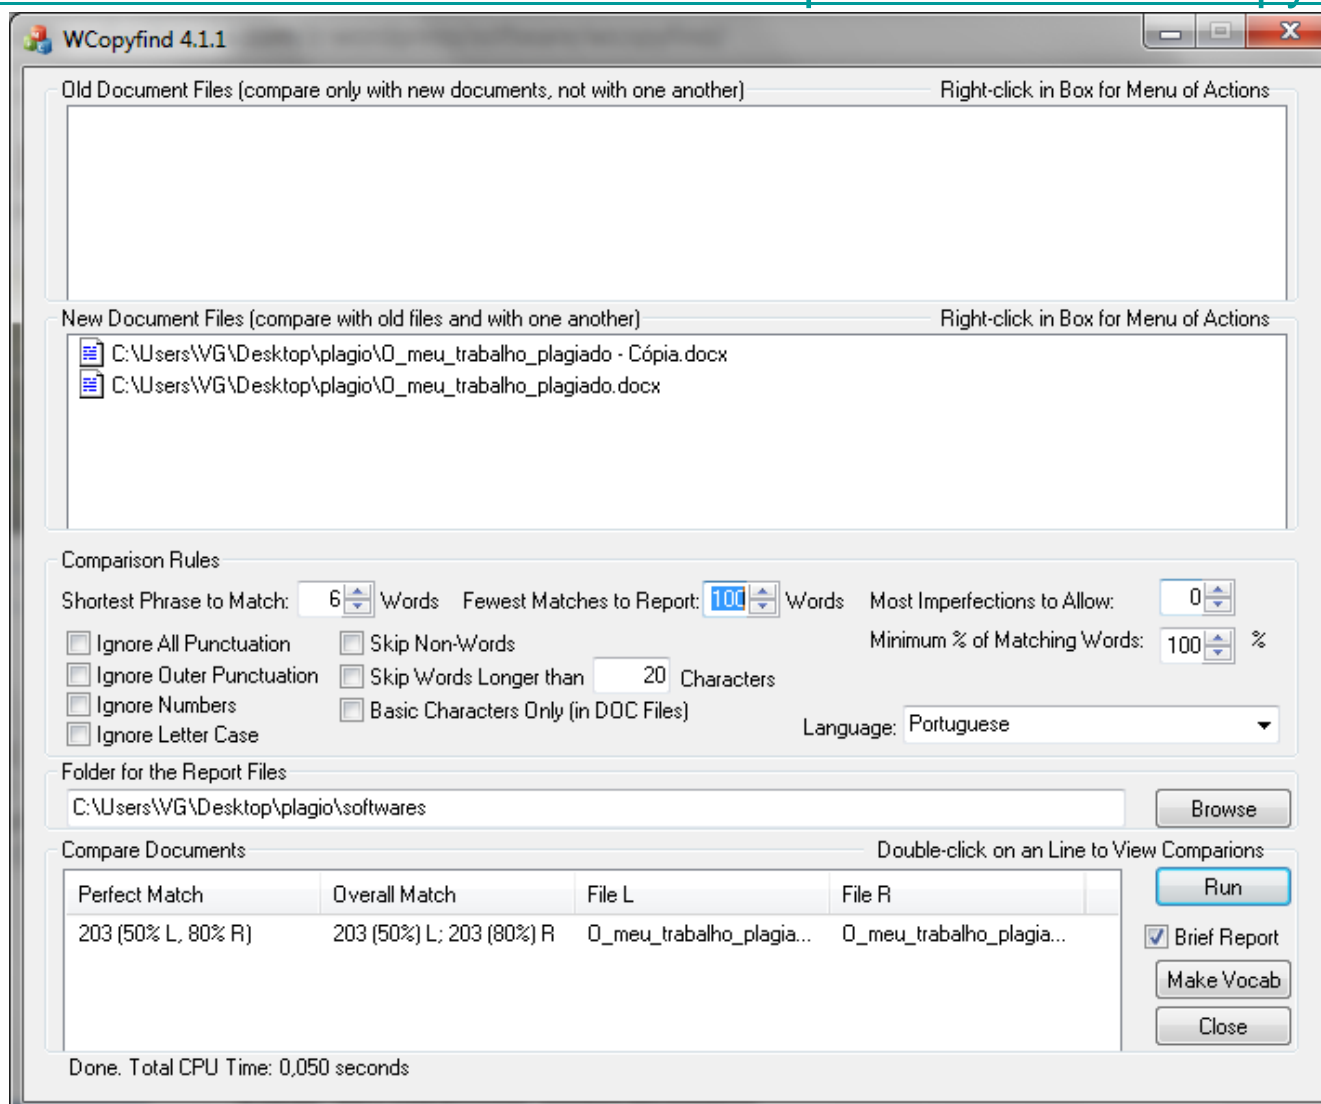 WCopyfind 4.1.1
Old Document Files (compare only with new documents, not with one another) Right-click in Box for Menu of Actions
New Document Files (compare with old files and with one another) Right-click in Box for Menu of Actions
C:\Users\VG\Desktop\plagio\O_meu_trabalho_plagiado - Cópia.docx
C:\Users\VG\Desktop\plagio\O_meu_trabalho_plagiado.docx
Comparison Rules
Shortest Phrase to Match: 6 Words Fewest Matches to Report: 100 Words Most Imperfections to Allow: 0
Ignore All Punctuation Skip Non-Words Minimum % of Matching Words: 100 %
Ignore Outer Punctuation Skip Words Longer than 20 Characters
Ignore Numbers Basic Characters Only (in DOC Files)
Ignore Letter Case Language: Portuguese
Folder for the Report Files
C:\Users\VG\Desktop\plagio\softwares Browse
Compare Documents Double-click on an Line to View Comparions
Perfect Match Overall Match File L File R Run
203 (50% L, 80% R) 203 (50%) L; 203 (80%) R O_meu_trabalho_plagia... O_meu_trabalho_plagia... Brief Report
Make Vocab
Close
Done. Total CPU Time: 0,050 seconds